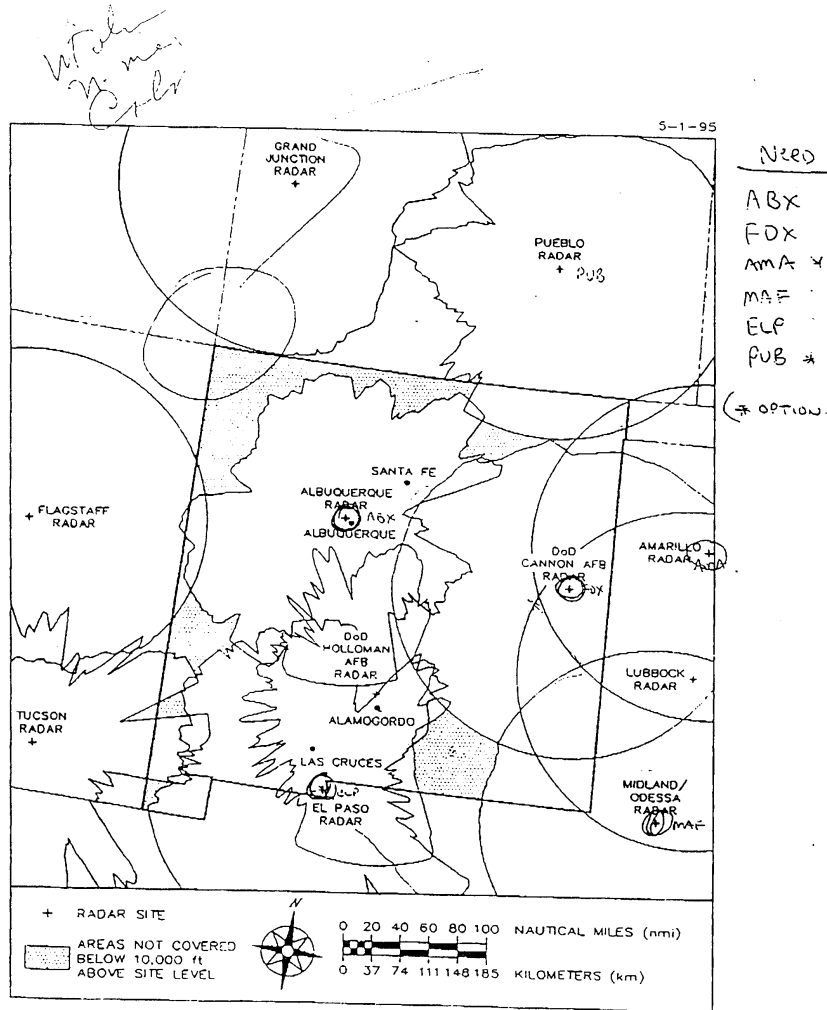 5-1-95
GRAND
JUNCTION
RADAR
PUEBLO
RADAR
PUB
NEED
ABX
FDX
AMA *
MAF
ELP
PUB *
(* OPTION
SANTA FE
ALBUQUERQUE
RADAR
ABX
ALBUQUERQUE
FLAGSTAFF
RADAR
DoD
CANNON AFB
RADAR
FDX
AMARILLO
RADAR
AMA
DoD
HOLLOMAN
AFB
RADAR
ALAMOGORDO
LUBBOCK
RADAR
TUCSON
RADAR
LAS CRUCES
ELP
EL PASO
RADAR
MIDLAND/
ODESSA
RADAR
MAF
+ RADAR SITE
AREAS NOT COVERED
BELOW 10,000 ft
ABOVE SITE LEVEL
N
0 20 40 60 80 100 NAUTICAL MILES (nmi)
0 37 74 111 148 185 KILOMETERS (km)